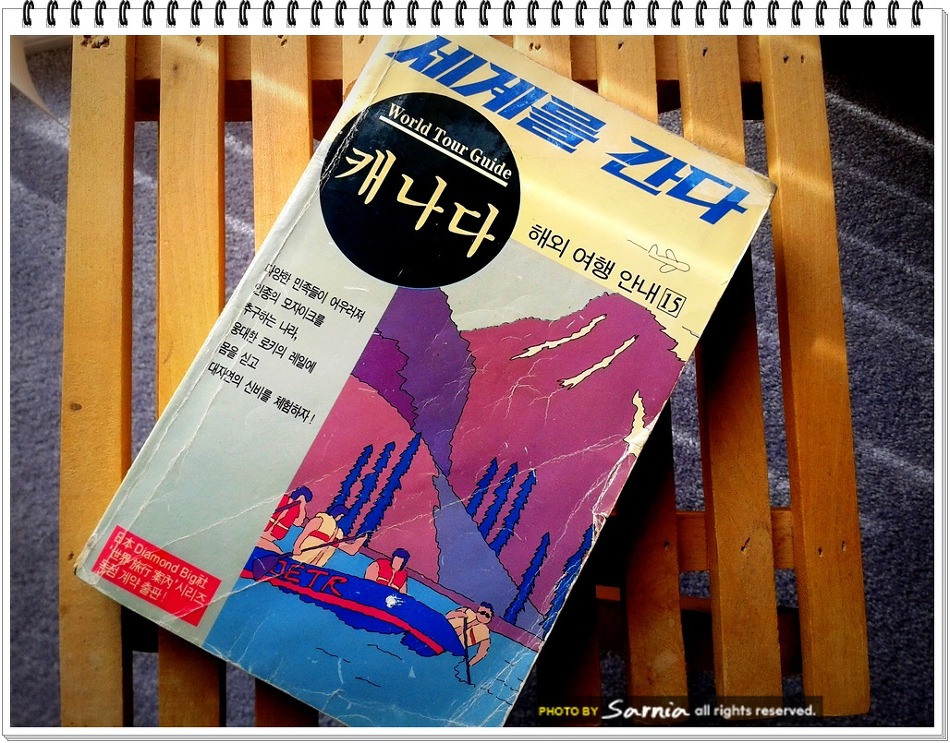 세계를 간다
World Tour Guide
캐나다
해외 여행 안내 15
다양한 민족들이 어우러져
인종의 모자이크를
추구하는 나라,
웅대한 로키의 레일에
몸을 싣고
대자연의 신비를 체험하자!
日本 Diamond Big社
'世界旅行案內' 시리즈
독점 계약 출판!
JETR
PHOTO BY Sarnia all rights reserved.